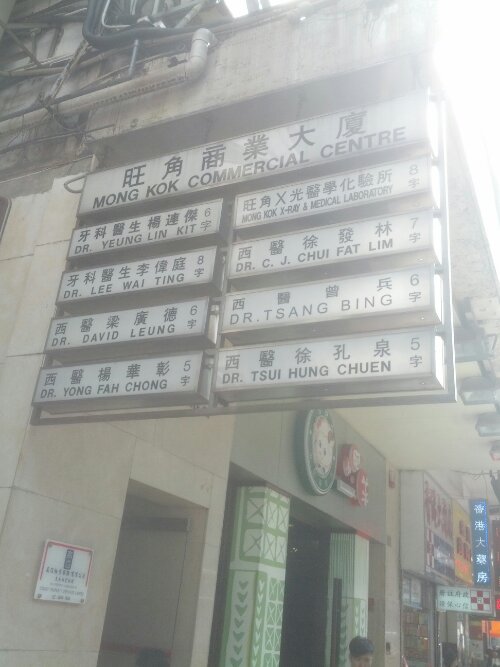 旺角商業大廈
MONG KOK COMMERCIAL CENTRE
牙科醫生楊連傑 6字
DR. YEUNG LIN KIT
牙科醫生李偉庭 8字
DR. LEE WAI TING
西醫梁廣德 6字
DR. DAVID LEUNG
西醫楊華彰 5字
DR. YONG FAH CHONG
旺角X光醫學化驗所 8字
MONG KOK X-RAY & MEDICAL LABORATORY
西醫徐發林 7字
DR. C. J. CHUI FAT LIM
西醫曾兵 6字
DR. TSANG BING
西醫徐孔泉 5字
DR. TSUI HUNG CHUEN
香港大藥房